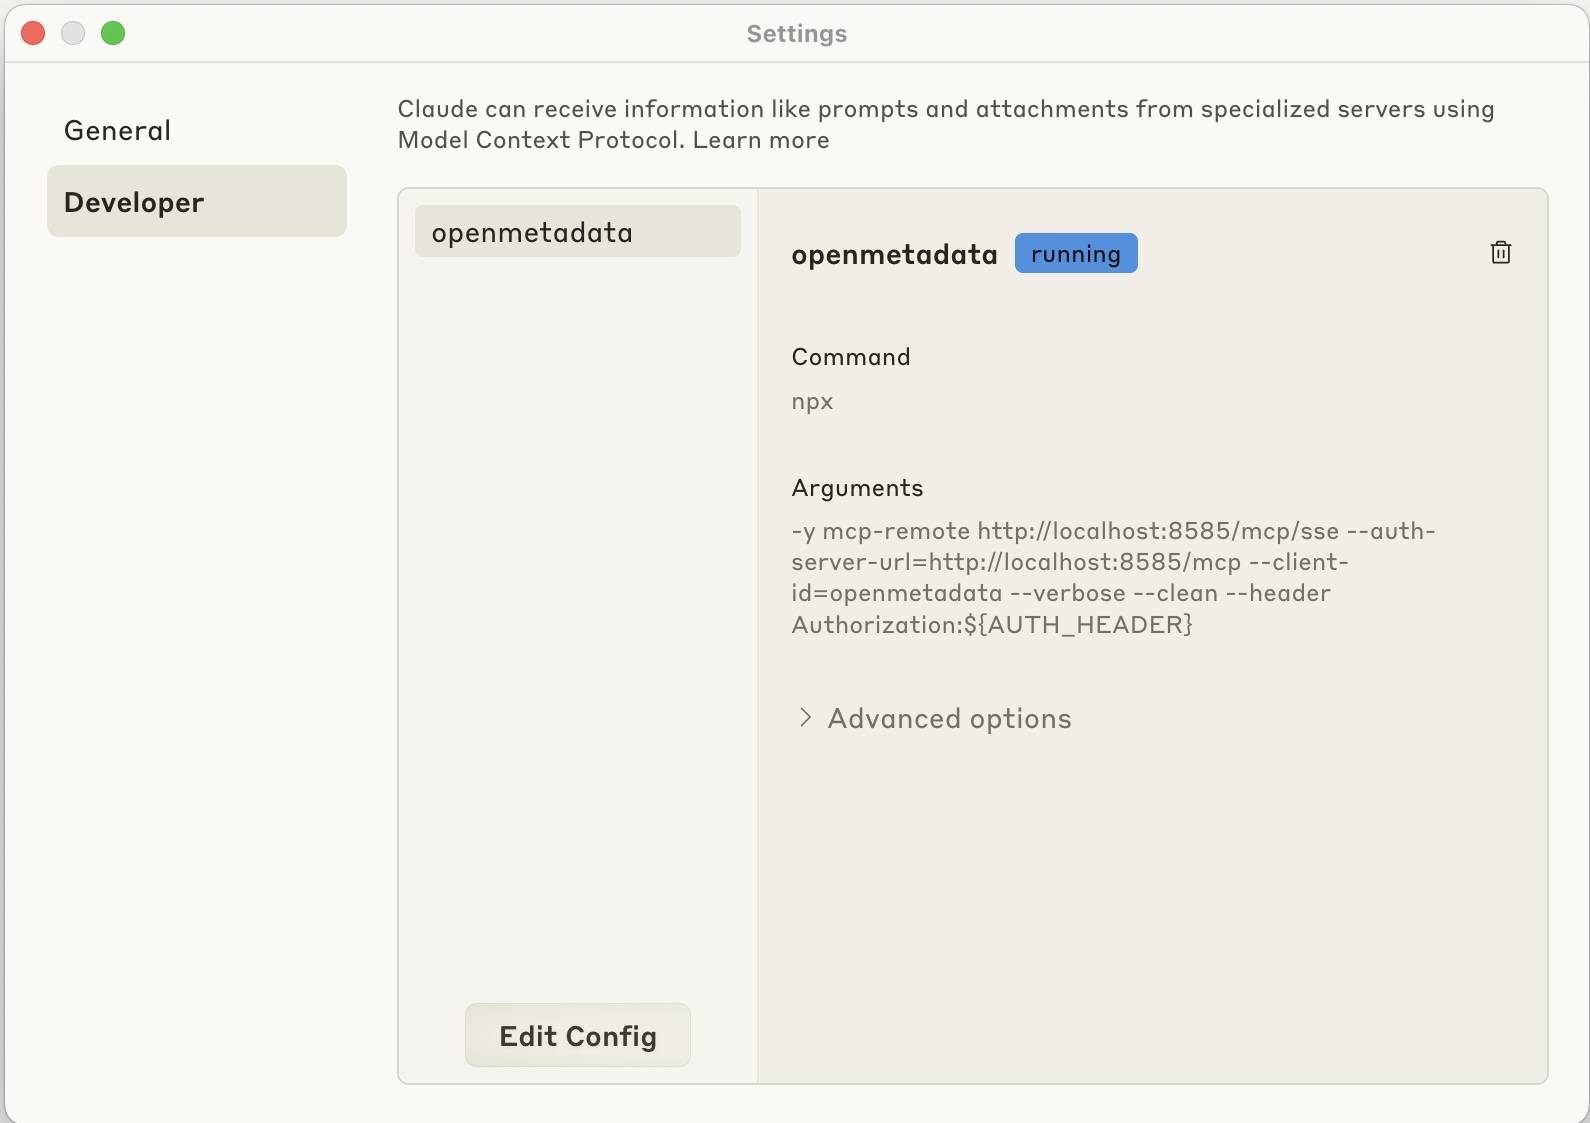 Settings
General
Developer
Claude can receive information like prompts and attachments from specialized servers using
Model Context Protocol. Learn more
openmetadata
Edit Config
openmetadata running
Command
npx
Arguments
-y mcp-remote http://localhost:8585/mcp/sse --auth-
server-url=http://localhost:8585/mcp --client-
id=openmetadata --verbose --clean --header
Authorization:${AUTH_HEADER}
Advanced options